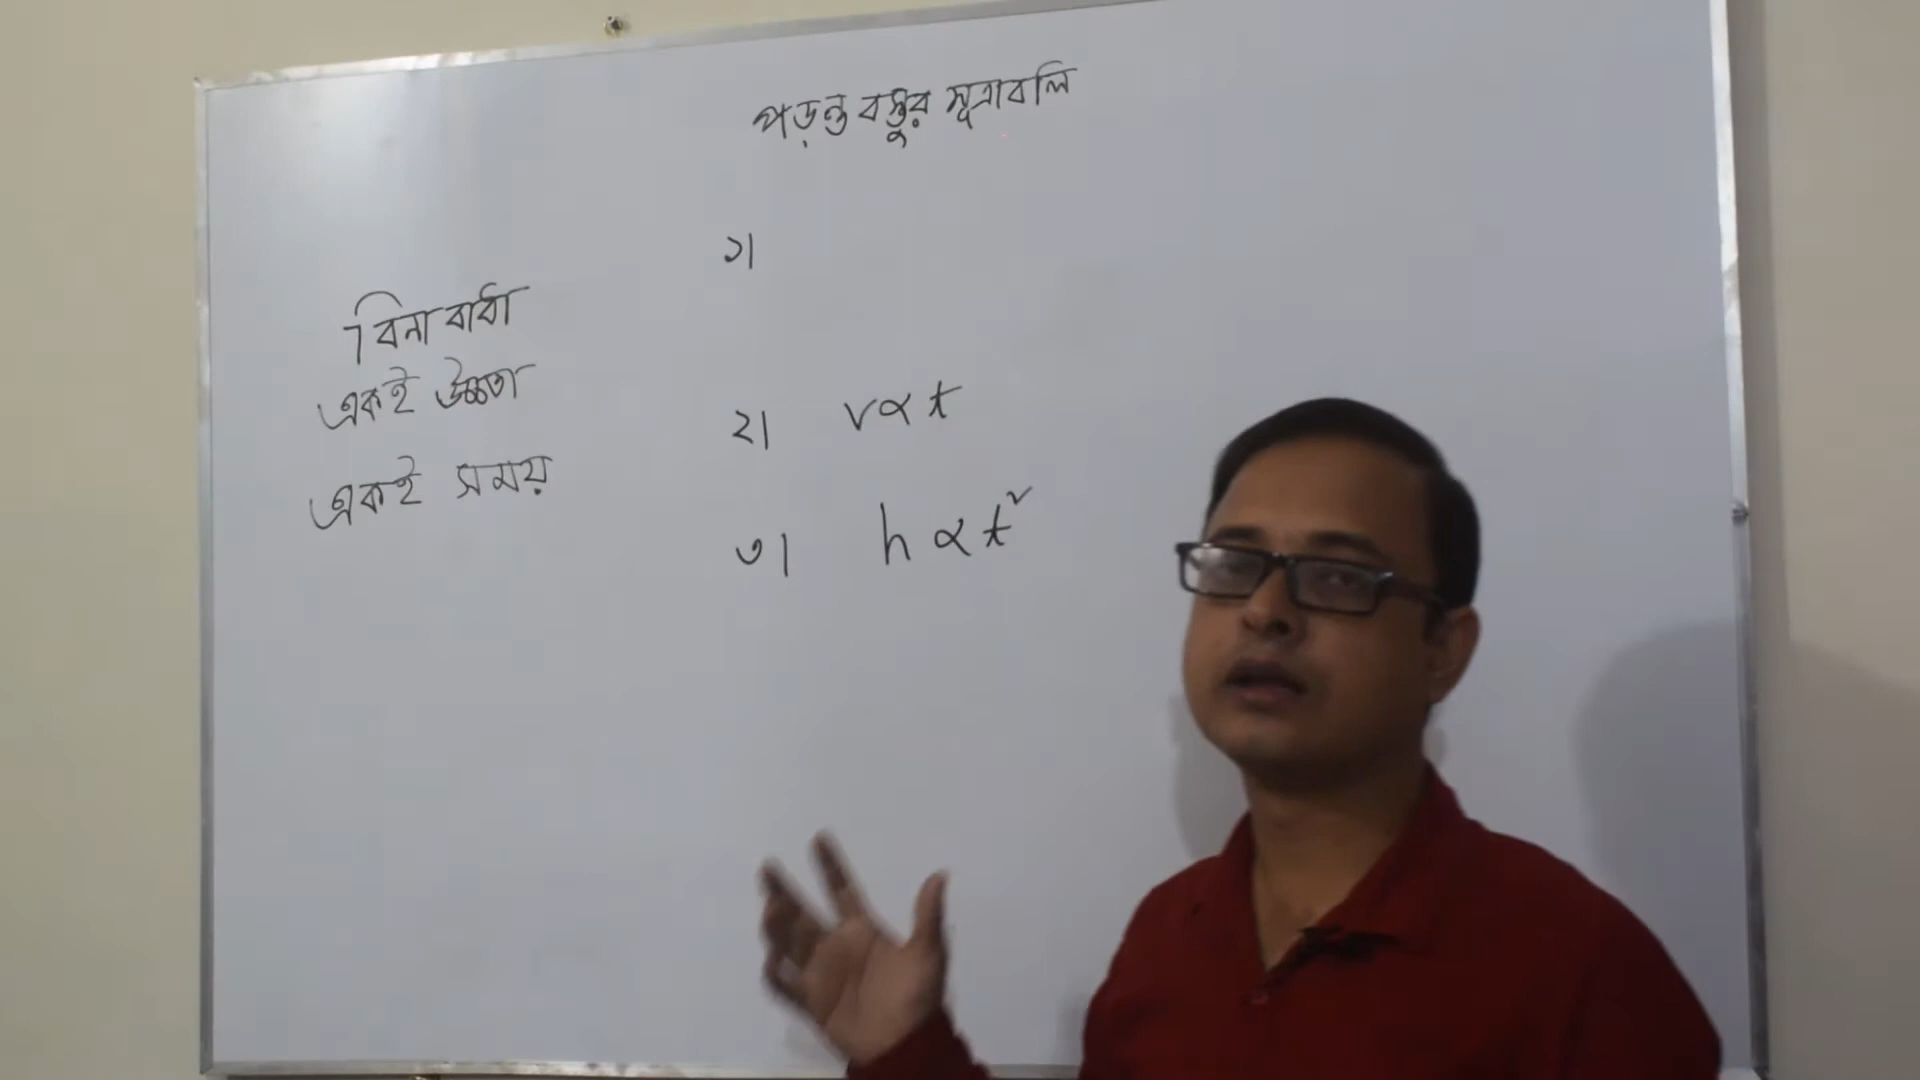 পড়ন্ত বস্তুর সূত্রাবলি
১।
বিনা বাধা
একই উচ্চতা
একই সময়
২। v∝t
৩। h∝t²